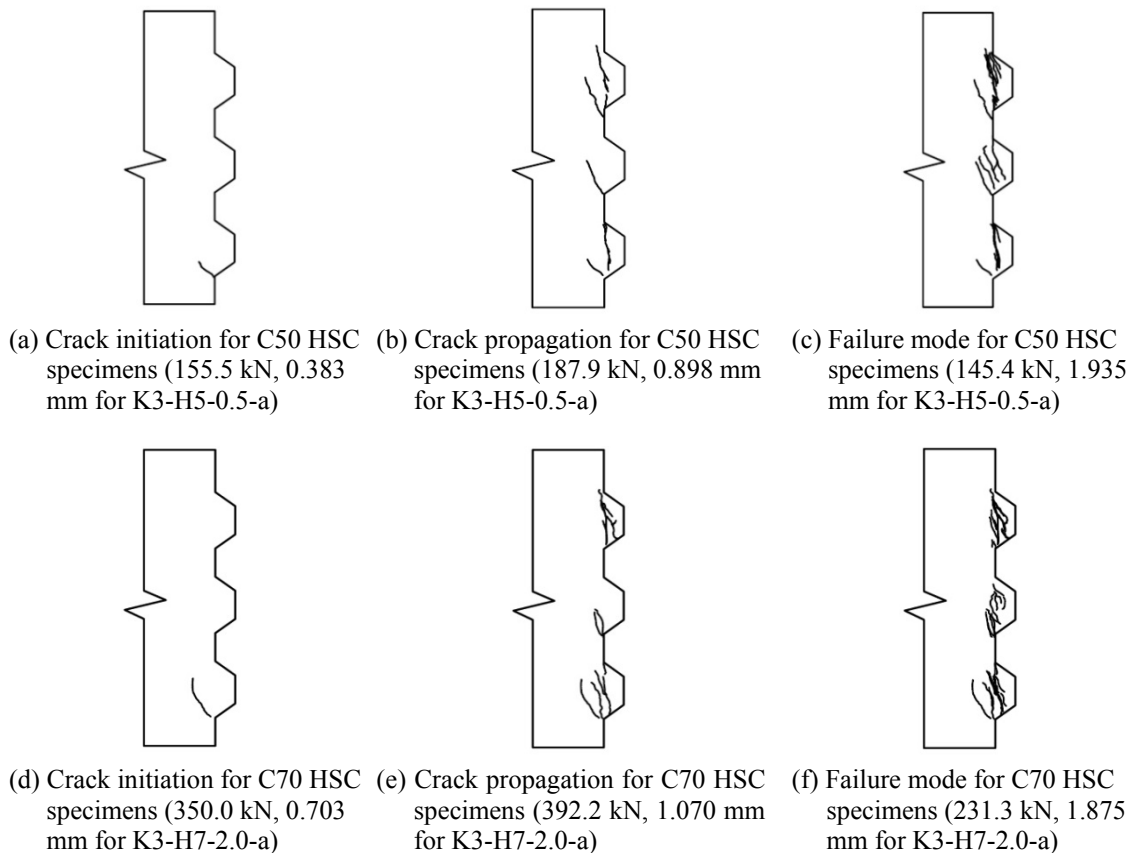 (a) Crack initiation for C50 HSC
specimens (155.5 kN, 0.383
mm for K3-H5-0.5-a)
(b) Crack propagation for C50 HSC
specimens (187.9 kN, 0.898 mm
for K3-H5-0.5-a)
(c) Failure mode for C50 HSC
specimens (145.4 kN, 1.935
mm for K3-H5-0.5-a)
(d) Crack initiation for C70 HSC
specimens (350.0 kN, 0.703
mm for K3-H7-2.0-a)
(e) Crack propagation for C70 HSC
specimens (392.2 kN, 1.070 mm
for K3-H7-2.0-a)
(f) Failure mode for C70 HSC
specimens (231.3 kN, 1.875
mm for K3-H7-2.0-a)